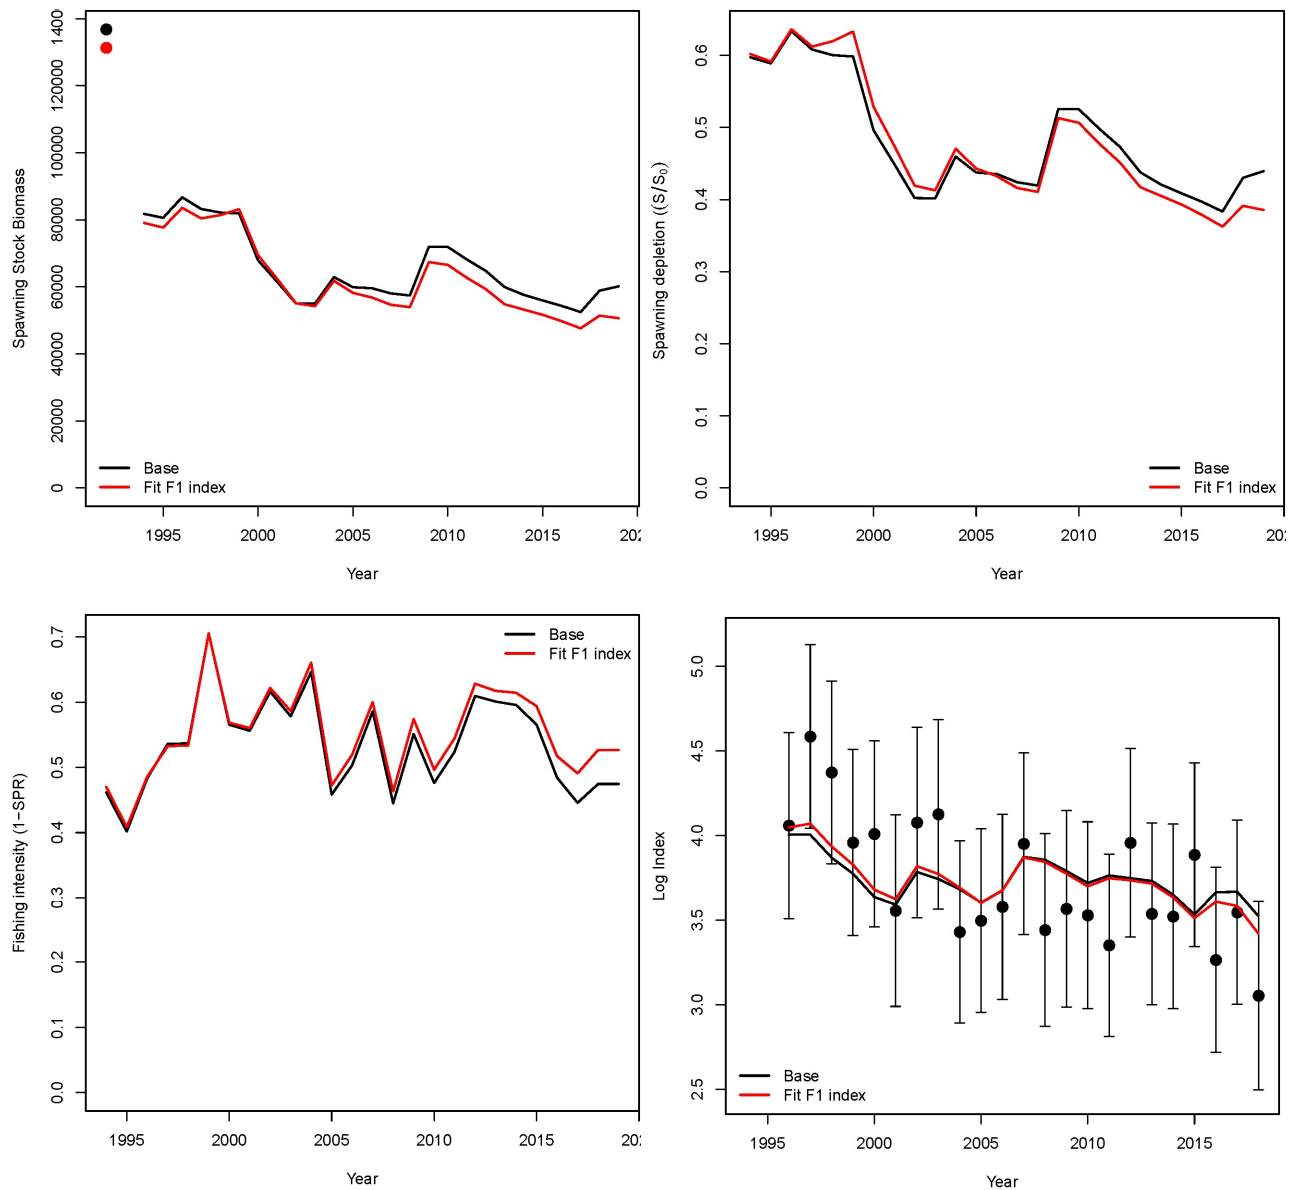 Spawning Stock Biomass
1400
120000
100000
80000
60000
40000
20000
0
Base
Fit F1 index
1995 2000 2005 2010 2015 202
Year
Spawning depletion ((S/S0)
0.6
0.5
0.4
0.3
0.2
0.1
0.0
Base
Fit F1 index
1995 2000 2005 2010 2015 202
Year
Fishing intensity (1−SPR)
0.7
0.6
0.5
0.4
0.3
0.2
0.1
0.0
Base
Fit F1 index
1995 2000 2005 2010 2015 202
Year
Log Index
5.0
4.5
4.0
3.5
3.0
2.5
Base
Fit F1 index
1995 2000 2005 2010 2015
Year